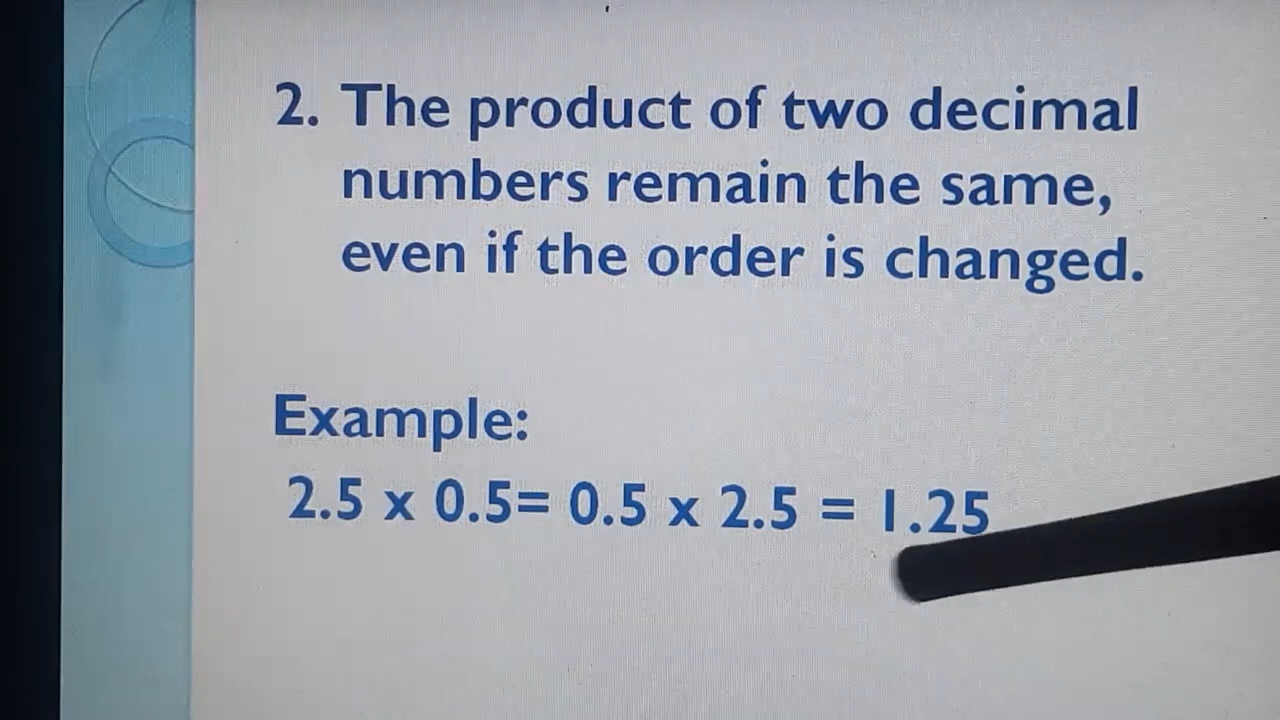 2. The product of two decimal
numbers remain the same,
even if the order is changed.
Example:
2.5 x 0.5= 0.5 x 2.5 = 1.25